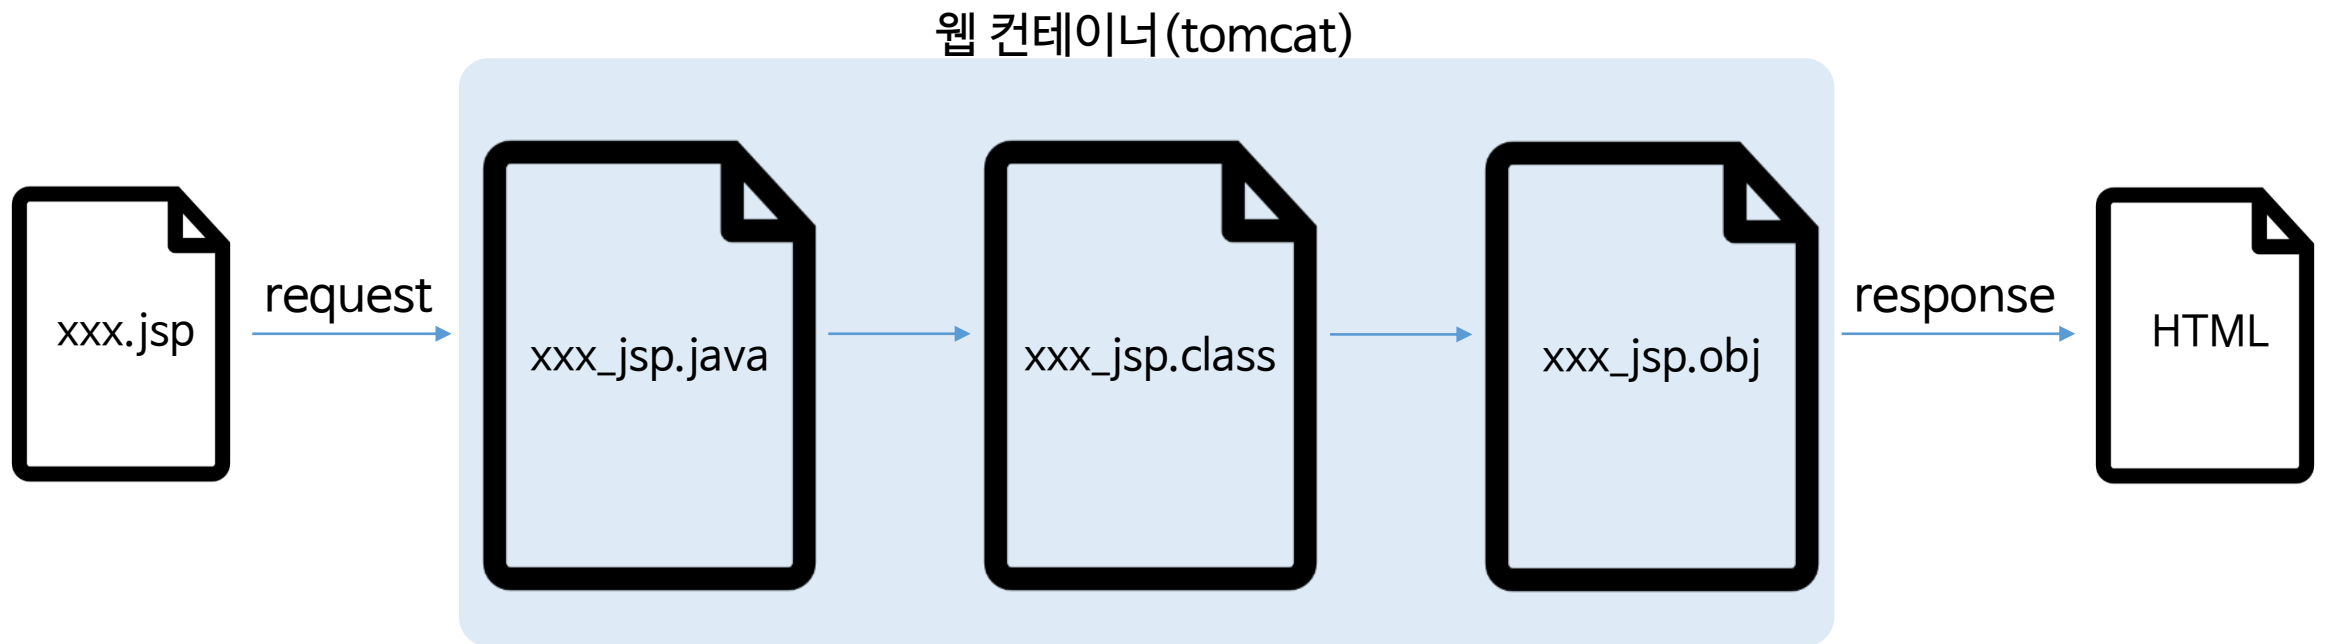 웹 컨테이너(tomcat)
xxx.jsp
request
xxx_jsp.java
xxx_jsp.class
xxx_jsp.obj
response
HTML